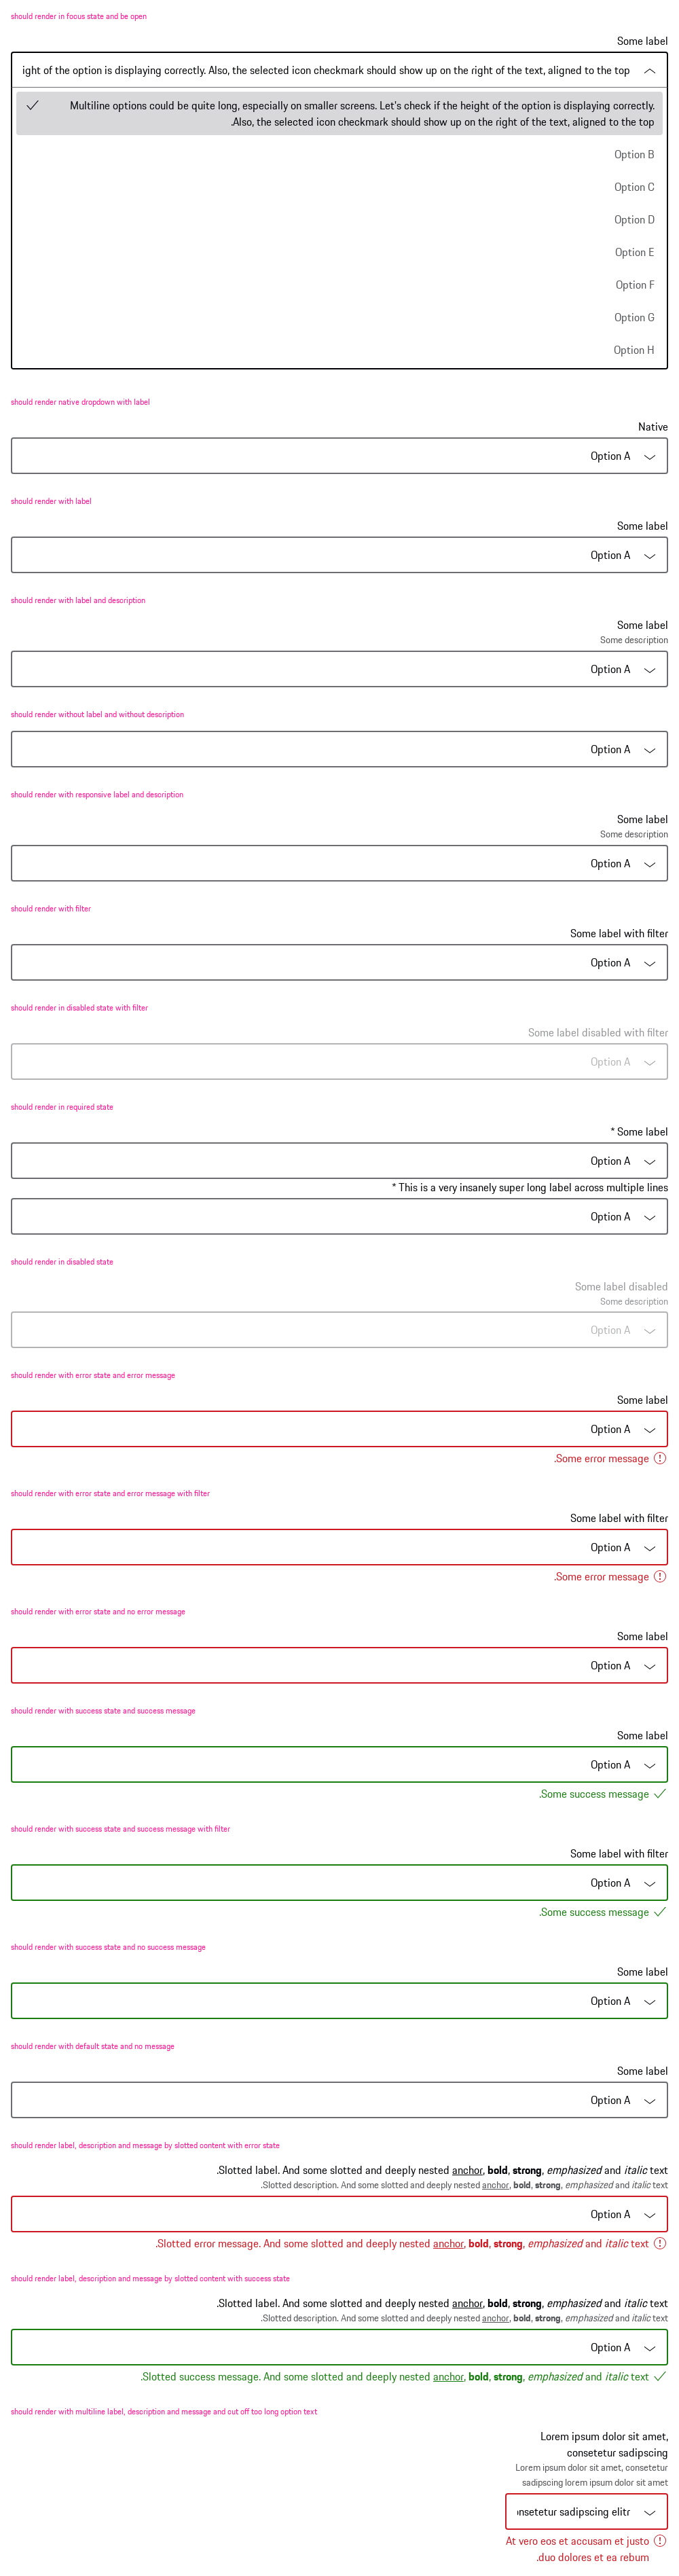 should render in focus state and be open
Some label
ight of the option is displaying correctly. Also, the selected icon checkmark should show up on the right of the text, aligned to the top
Multiline options could be quite long, especially on smaller screens. Let's check if the height of the option is displaying correctly.
.Also, the selected icon checkmark should show up on the right of the text, aligned to the top
Option B
Option C
Option D
Option E
Option F
Option G
Option H
should render native dropdown with label
Native
Option A
should render with label
Some label
Option A
should render with label and description
Some label
Some description
Option A
should render without label and without description
Option A
should render with responsive label and description
Some label
Some description
Option A
should render with filter
Some label with filter
Option A
should render in disabled state with filter
Some label disabled with filter
Option A
should render in required state
* Some label
Option A
* This is a very insanely super long label across multiple lines
Option A
should render in disabled state
Some label disabled
Some description
Option A
should render with error state and error message
Some label
Option A
.Some error message
should render with error state and error message with filter
Some label with filter
Option A
.Some error message
should render with error state and no error message
Some label
Option A
should render with success state and success message
Some label
Option A
.Some success message
should render with success state and success message with filter
Some label with filter
Option A
.Some success message
should render with success state and no success message
Some label
Option A
should render with default state and no message
Some label
Option A
should render label, description and message by slotted content with error state
.Slotted label. And some slotted and deeply nested anchor, bold, strong, emphasized and italic text
.Slotted description. And some slotted and deeply nested anchor, bold, strong, emphasized and italic text
Option A
.Slotted error message. And some slotted and deeply nested anchor, bold, strong, emphasized and italic text
should render label, description and message by slotted content with success state
.Slotted label. And some slotted and deeply nested anchor, bold, strong, emphasized and italic text
.Slotted description. And some slotted and deeply nested anchor, bold, strong, emphasized and italic text
Option A
.Slotted success message. And some slotted and deeply nested anchor, bold, strong, emphasized and italic text
should render with multiline label, description and message and cut off too long option text
Lorem ipsum dolor sit amet,
consetetur sadipscing
Lorem ipsum dolor sit amet, consetetur
sadipscing lorem ipsum dolor sit amet
onsetetur sadipscing elitr
At vero eos et accusam et justo
.duo dolores et ea rebum